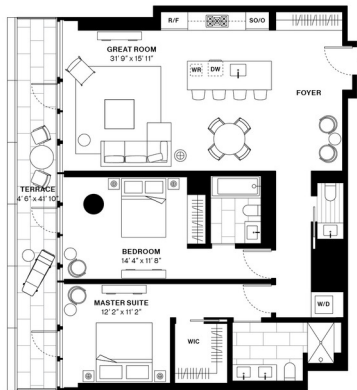 R/F
SO/O
GREAT ROOM
31' 9" x 15' 11"
WR
DW
FOYER
TERRACE
4' 6" x 41' 10"
BEDROOM
14' 4" x 11' 8"
MASTER SUITE
12' 2" x 11' 2"
WIC
W/D